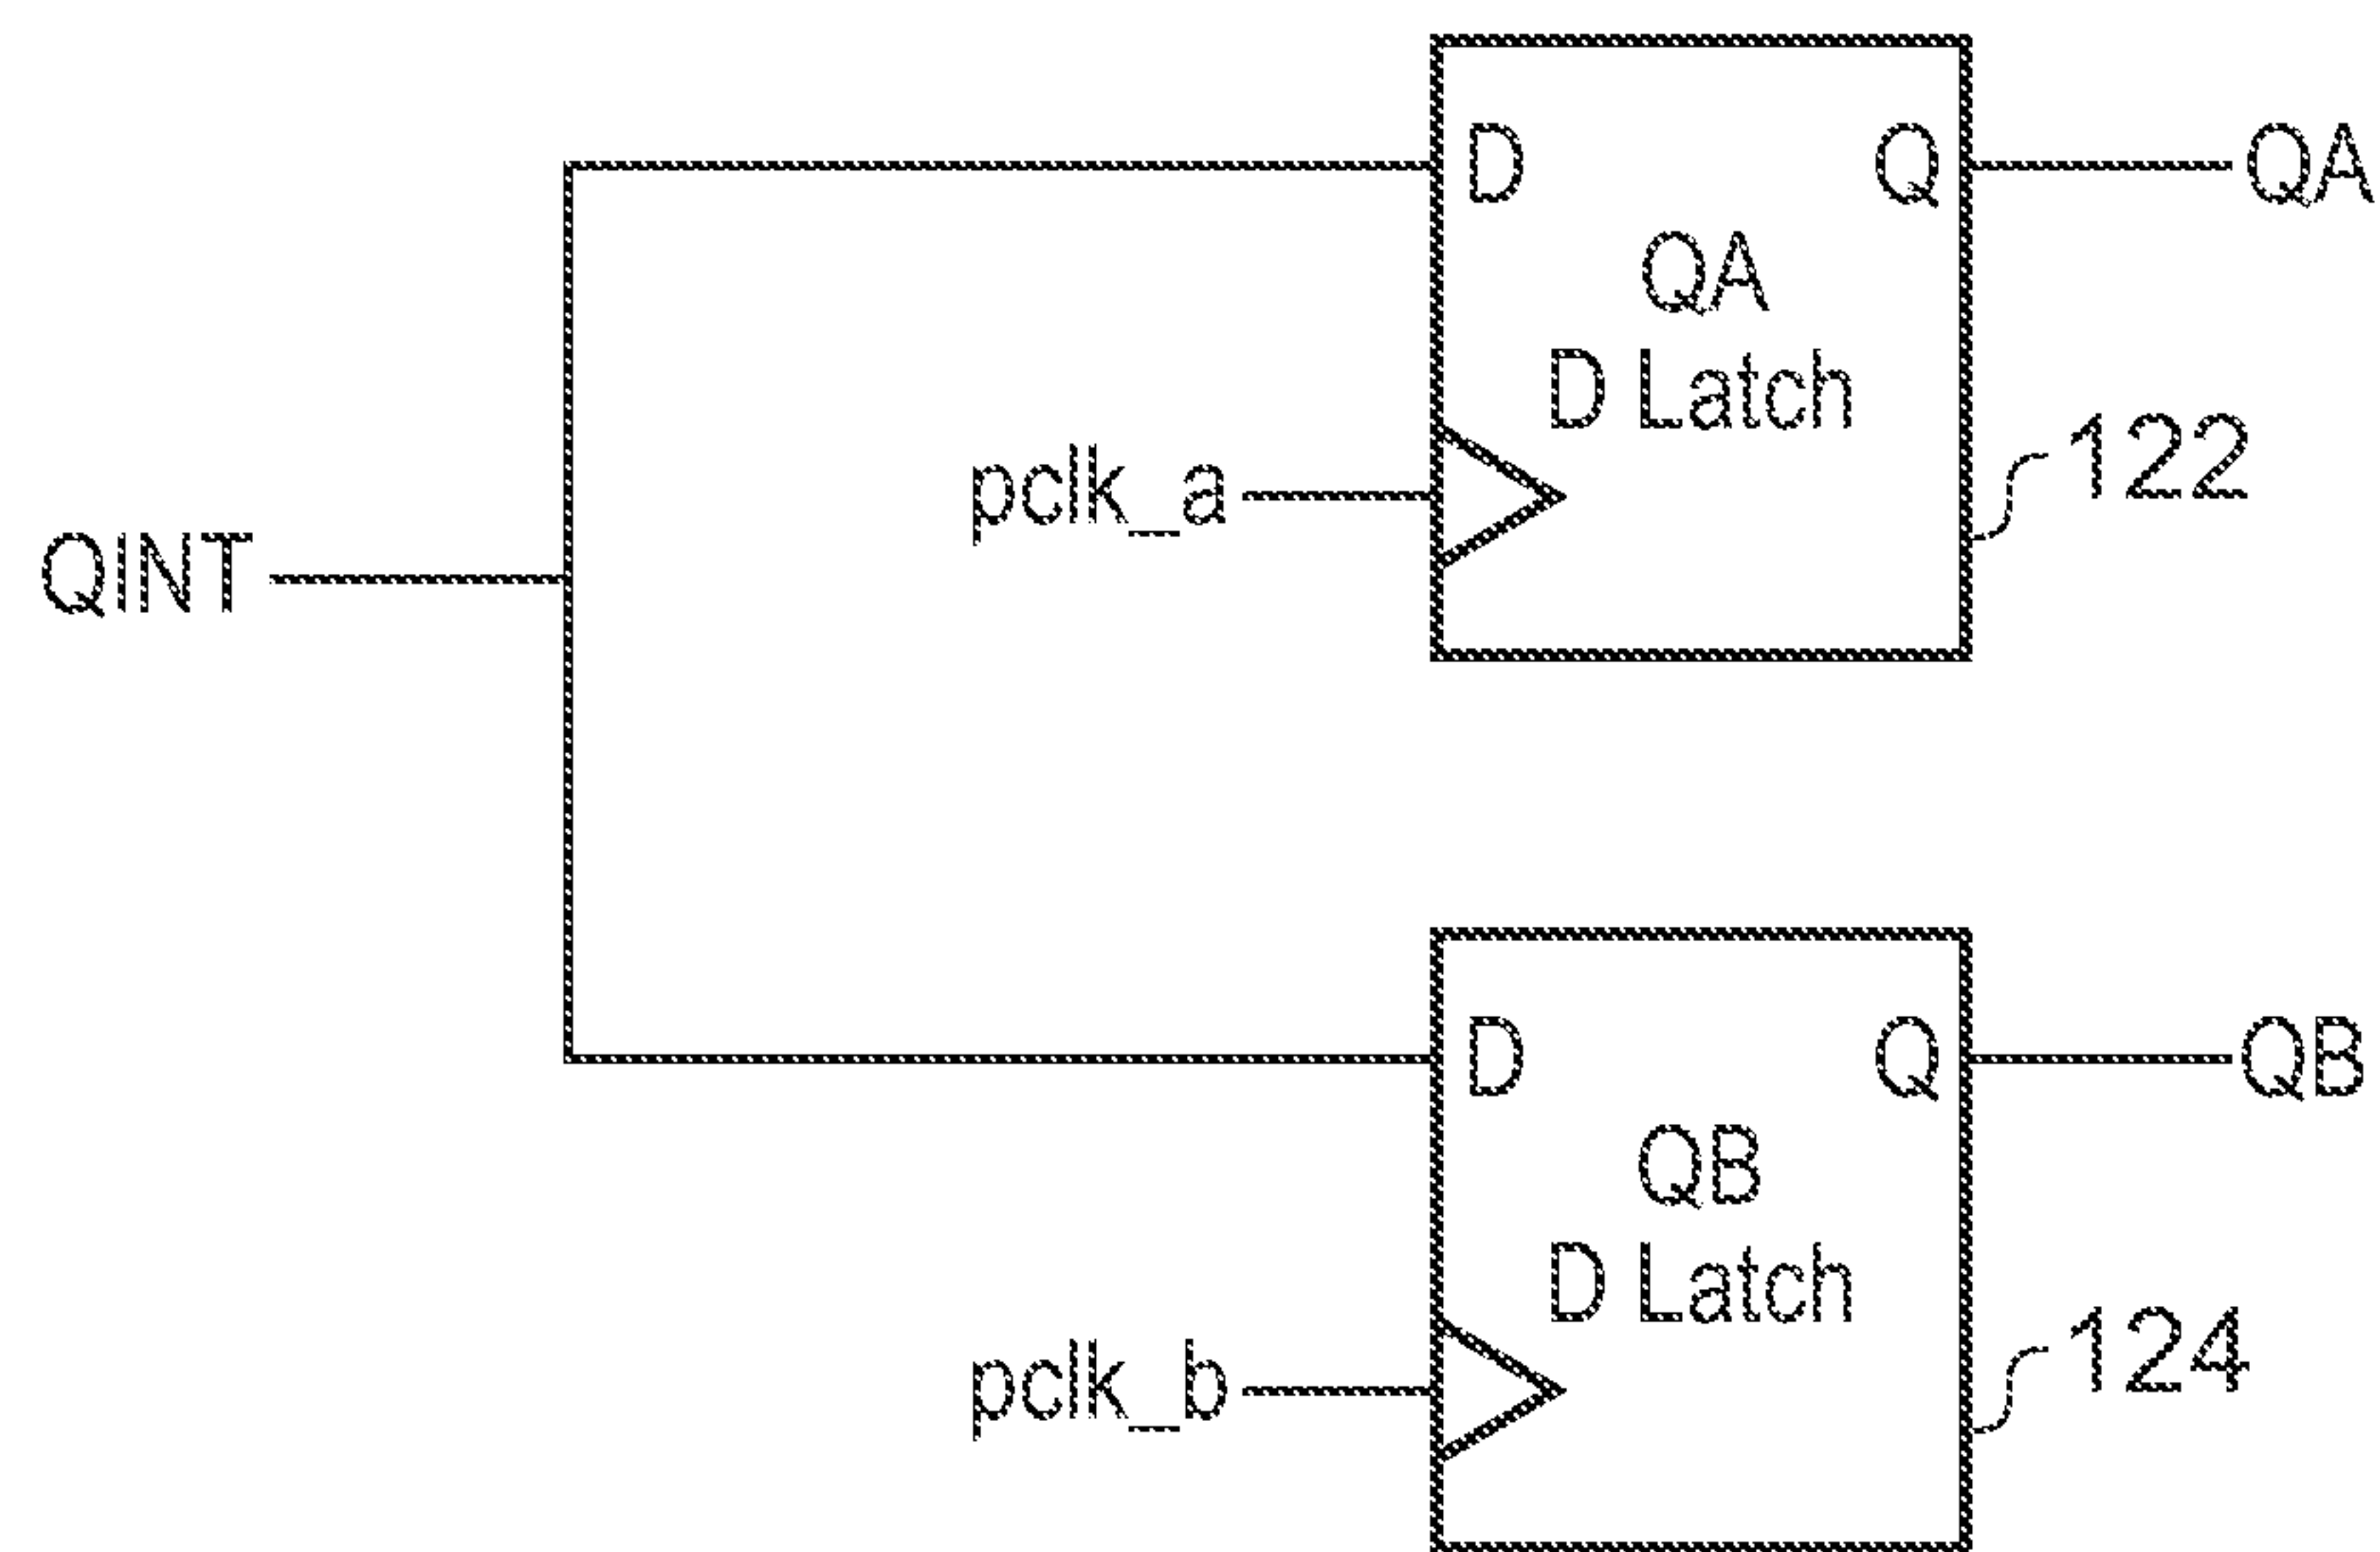 D Q QA
QA
D Latch
pclk_a
122
QINT
D Q QB
QB
D Latch
pclk_b
124